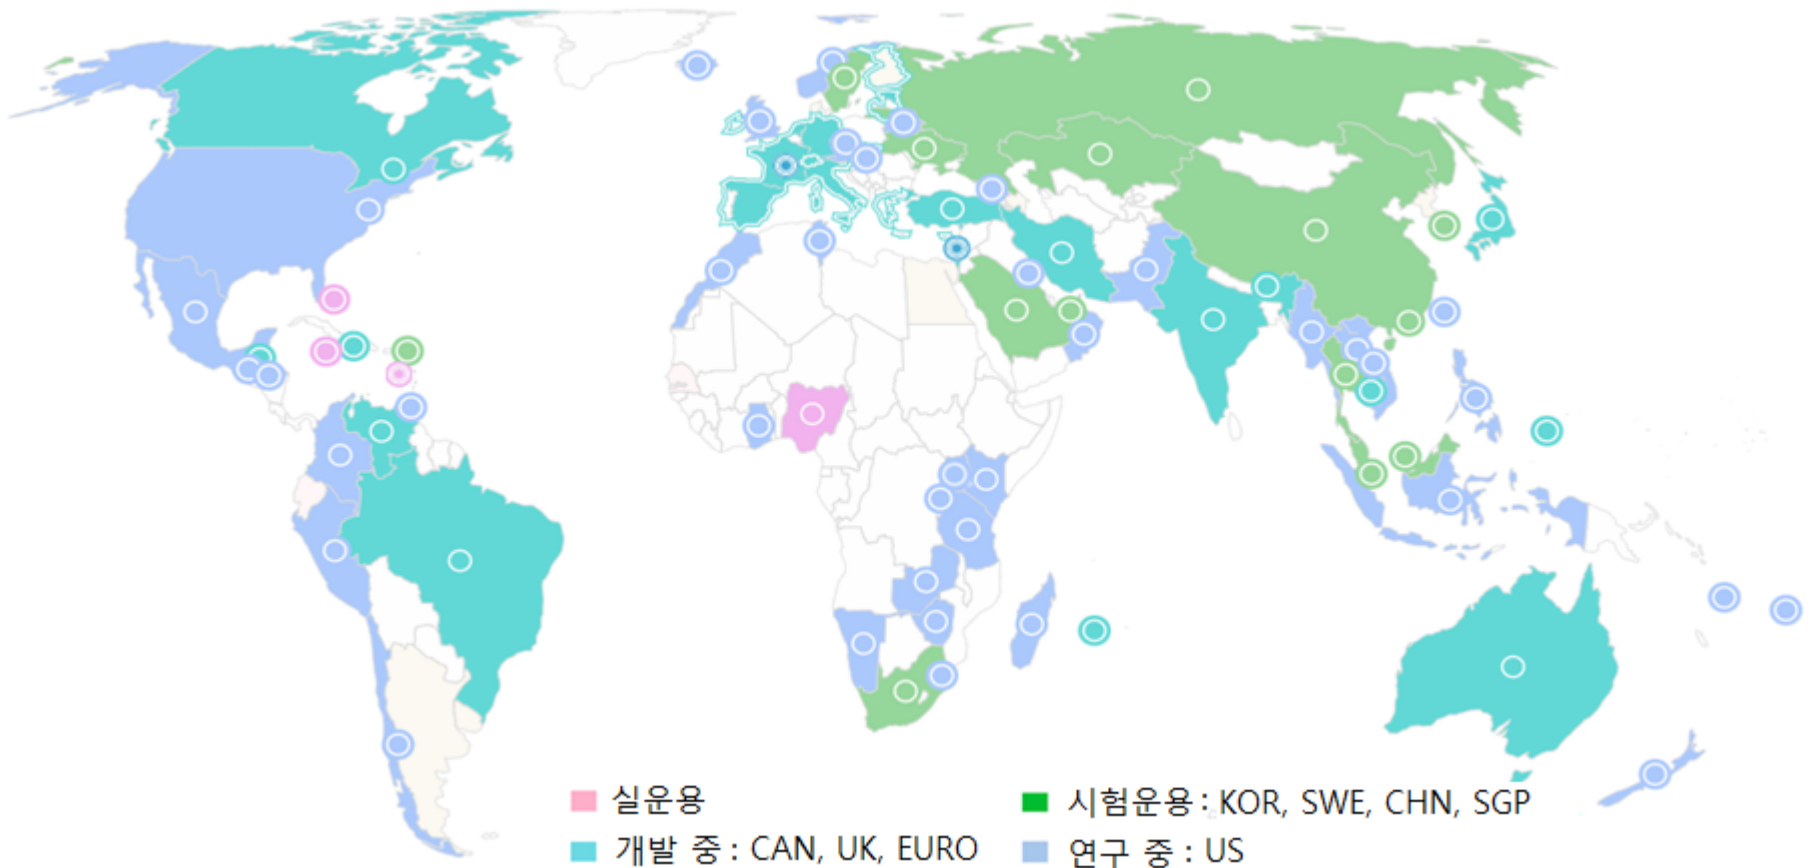 실운용
시험운용 : KOR, SWE, CHN, SGP
개발 중 : CAN, UK, EURO
연구 중 : US